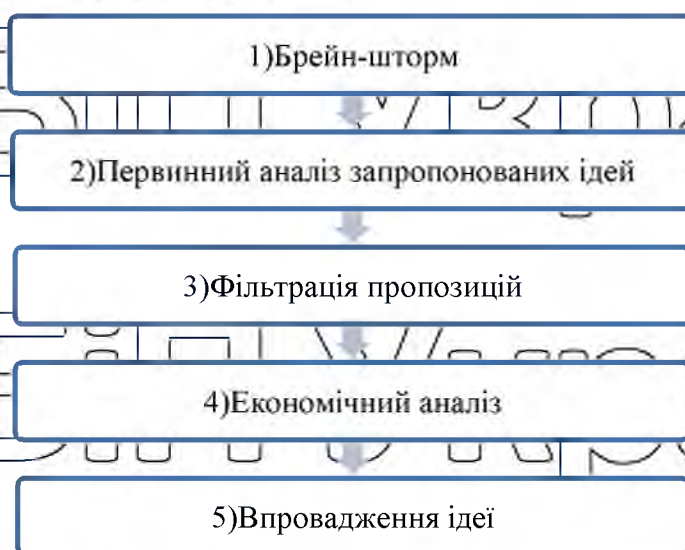 1)Брейн-шторм
2)Первинний аналіз запропонованих ідей
3)Фільтрація пропозицій
4)Економічний аналіз
5)Впровадження ідеї